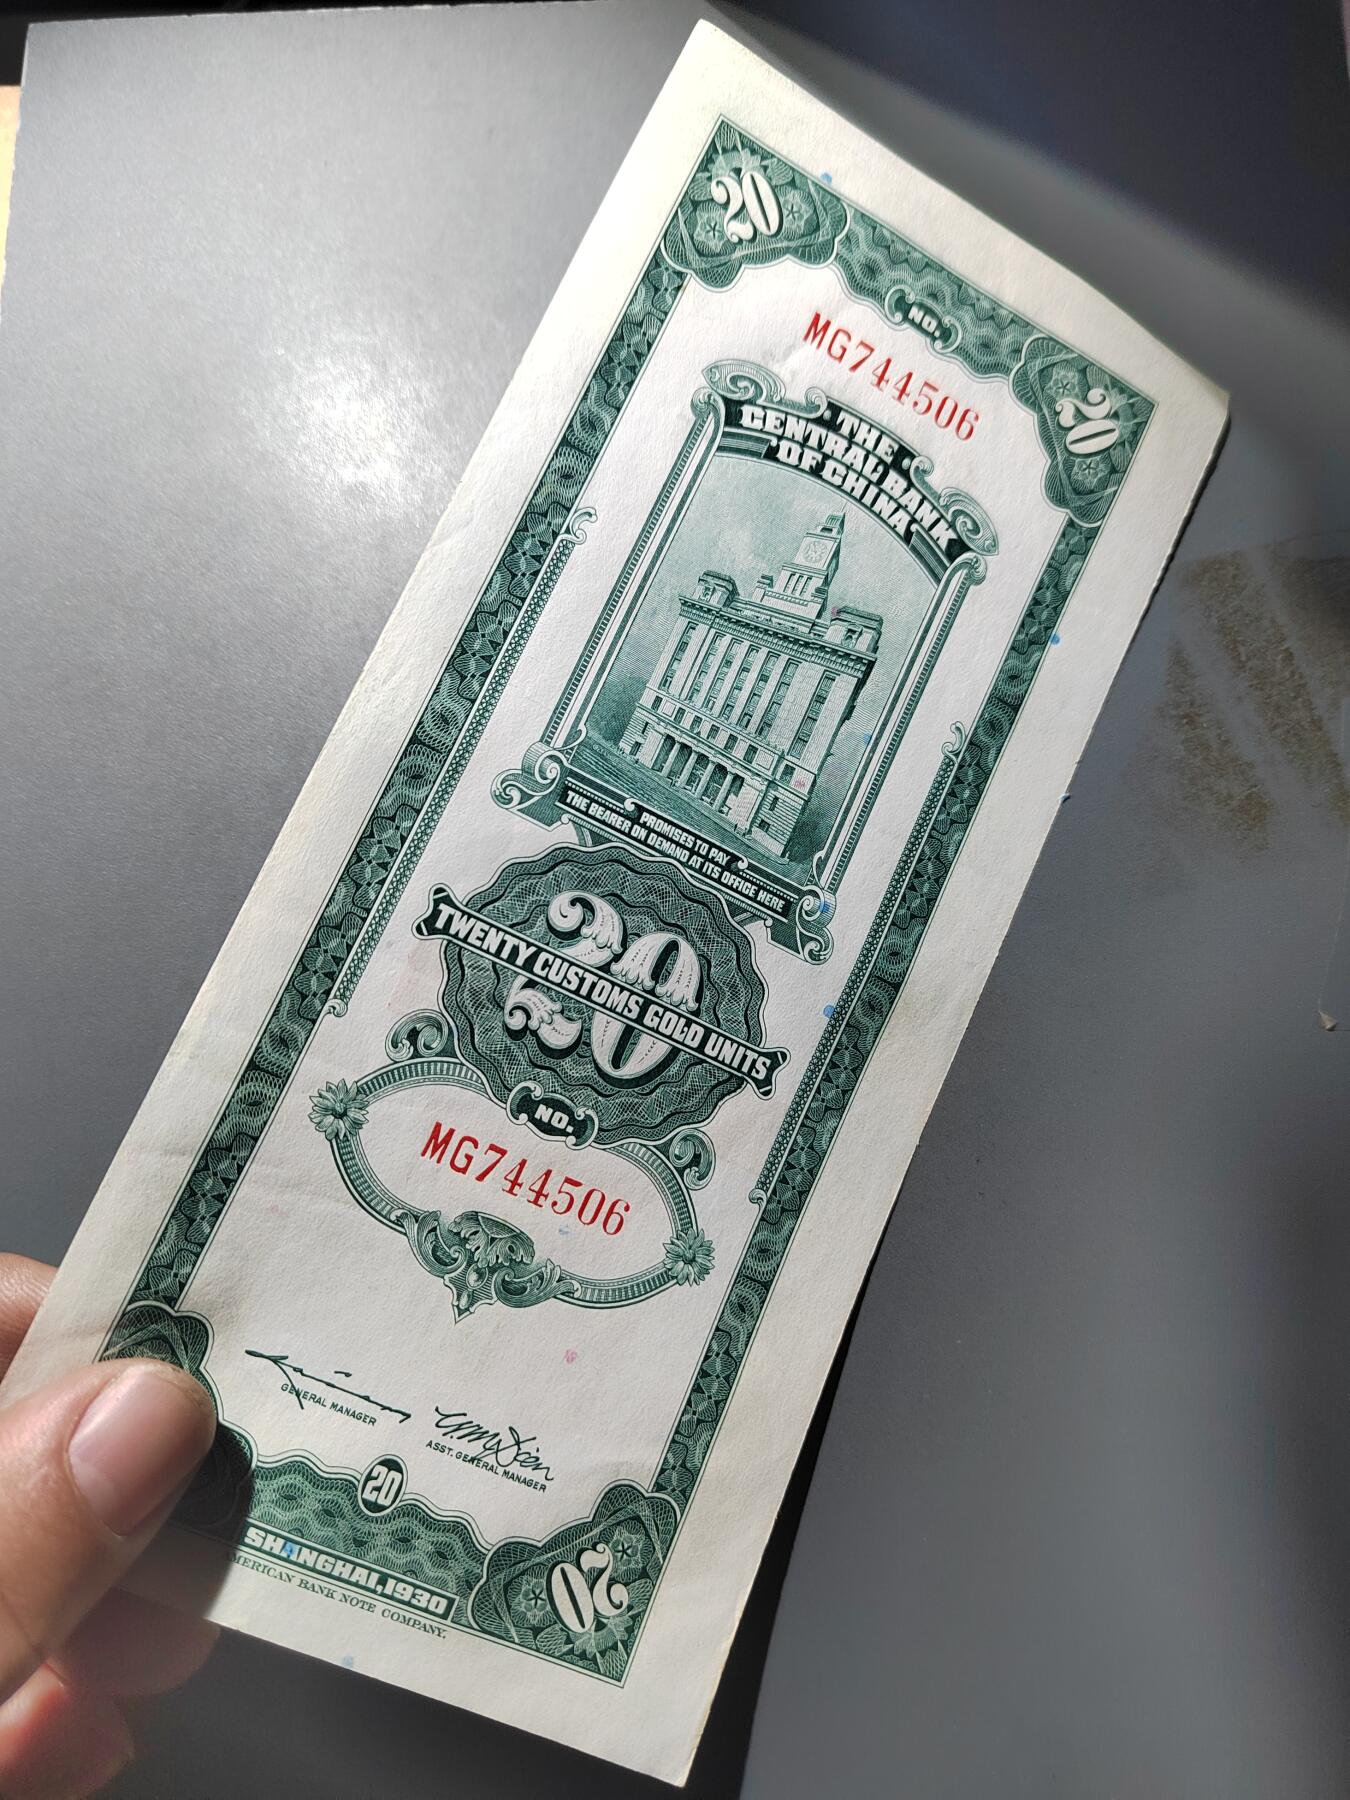 20
NO.
20
MG744506
THE
CENTRAL BANK
OF CHINA
PROMISES TO PAY
THE BEARER ON DEMAND AT ITS OFFICE HERE
20
TWENTY CUSTOMS GOLD UNITS
NO.
MG744506
GENERAL MANAGER
ASST. GENERAL MANAGER
20
20
SHANGHAI, 1930
AMERICAN BANK NOTE COMPANY.